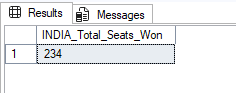 Results Messages
INDIA_Total_Seats_Won
1 234